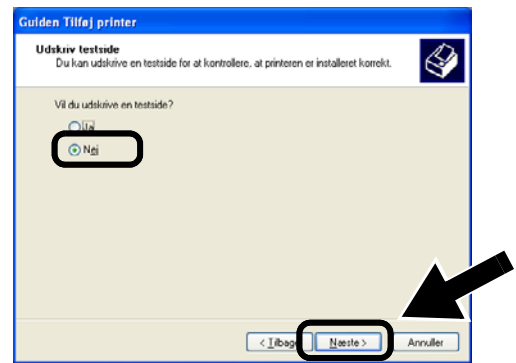 Guiden Tilføj printer
Udskriv testside
Du kan udskrive en testside for at kontrollere, at printeren er installeret korrekt.
Vil du udskrive en testside?
Ja
Nej
< Tilbage
Næste >
Annuller